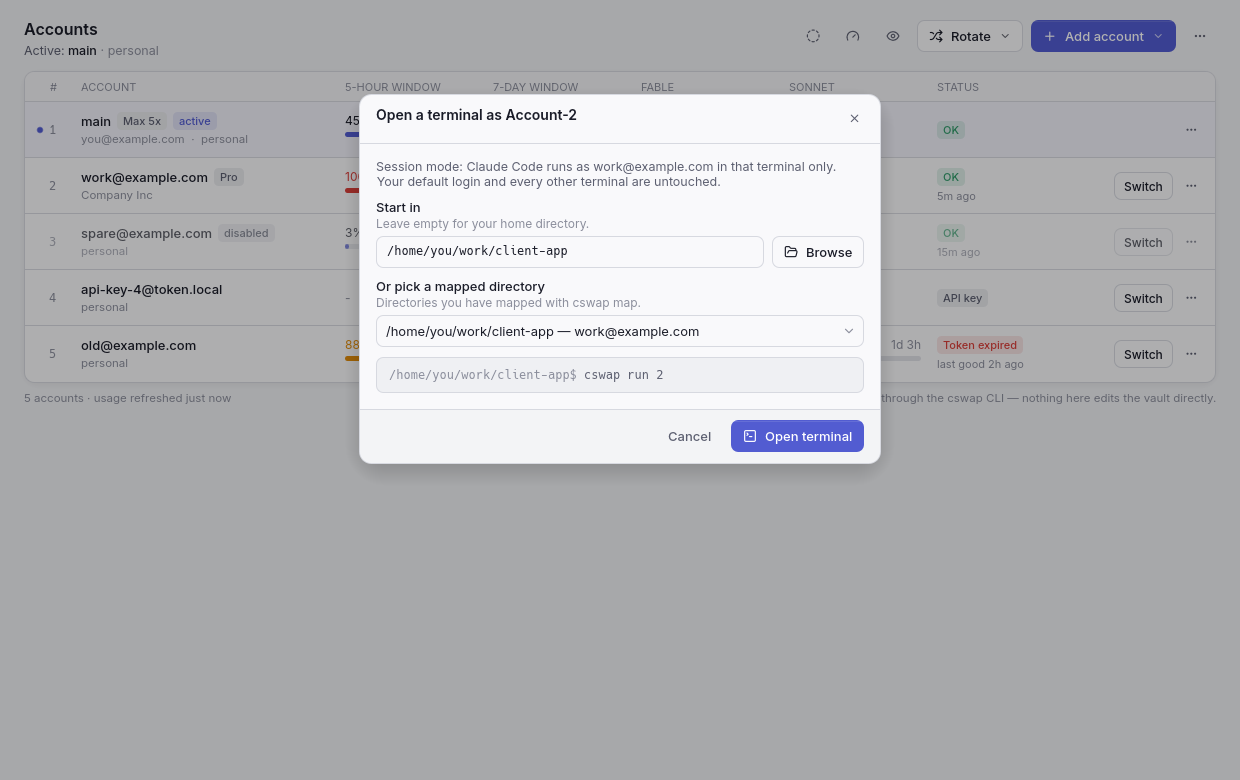 Accounts
Active: main · personal
Rotate
Add account
# ACCOUNT 5-HOUR WINDOW 7-DAY WINDOW FABLE SONNET STATUS
1 main Max 5x active 45
you@example.com · personal
OK
2 work@example.com Pro
Company Inc
OK
5m ago
Switch
3 spare@example.com disabled 3%
personal
OK
15m ago
Switch
4 api-key-4@token.local
personal
-
API key
Switch
5 old@example.com 88
personal
1d 3h
Token expired
last good 2h ago
Switch
5 accounts · usage refreshed just now
through the cswap CLI — nothing here edits the vault directly.
Open a terminal as Account-2
Session mode: Claude Code runs as work@example.com in that terminal only.
Your default login and every other terminal are untouched.
Start in
Leave empty for your home directory.
/home/you/work/client-app
Browse
Or pick a mapped directory
Directories you have mapped with cswap map.
/home/you/work/client-app — work@example.com
/home/you/work/client-app$ cswap run 2
Cancel
Open terminal